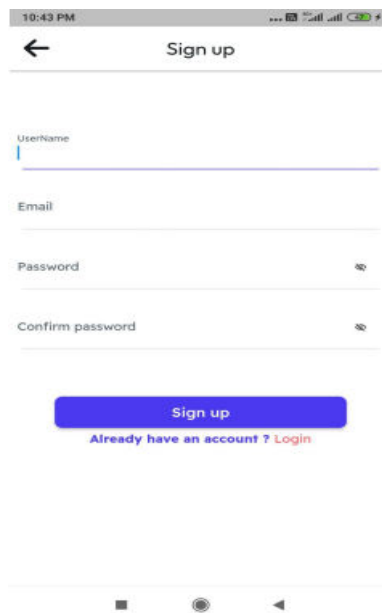 10:43 PM
Sign up
UserName
Email
Password
Confirm password
Sign up
Already have an account ? Login